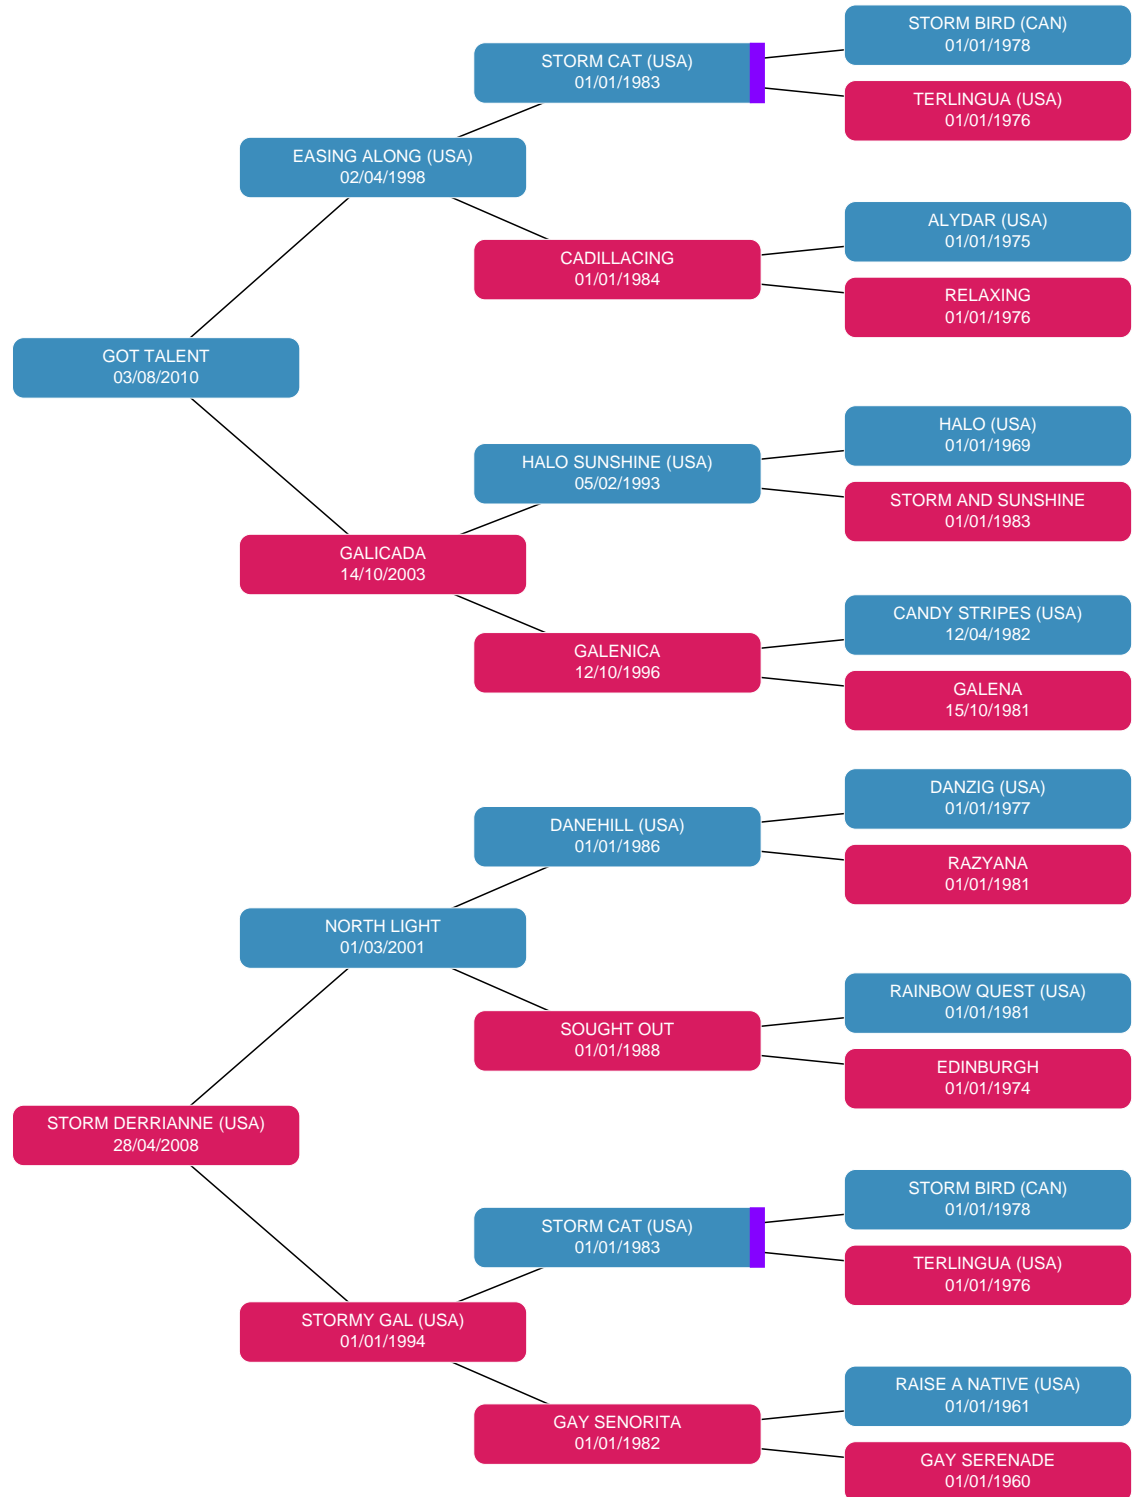 STORM BIRD (CAN)
01/01/1978
STORM CAT (USA)
01/01/1983
TERLINGUA (USA)
01/01/1976
EASING ALONG (USA)
02/04/1998
ALYDAR (USA)
01/01/1975
CADILLACING
01/01/1984
RELAXING
01/01/1976
GOT TALENT
03/08/2010
HALO (USA)
01/01/1969
HALO SUNSHINE (USA)
05/02/1993
STORM AND SUNSHINE
01/01/1983
GALICADA
14/10/2003
CANDY STRIPES (USA)
12/04/1982
GALENICA
12/10/1996
GALENA
15/10/1981
DANZIG (USA)
01/01/1977
DANEHILL (USA)
01/01/1986
RAZYANA
01/01/1981
NORTH LIGHT
01/03/2001
RAINBOW QUEST (USA)
01/01/1981
SOUGHT OUT
01/01/1988
EDINBURGH
01/01/1974
STORM DERRIANNE (USA)
28/04/2008
STORM BIRD (CAN)
01/01/1978
STORM CAT (USA)
01/01/1983
TERLINGUA (USA)
01/01/1976
STORMY GAL (USA)
01/01/1994
RAISE A NATIVE (USA)
01/01/1961
GAY SENORITA
01/01/1982
GAY SERENADE
01/01/1960